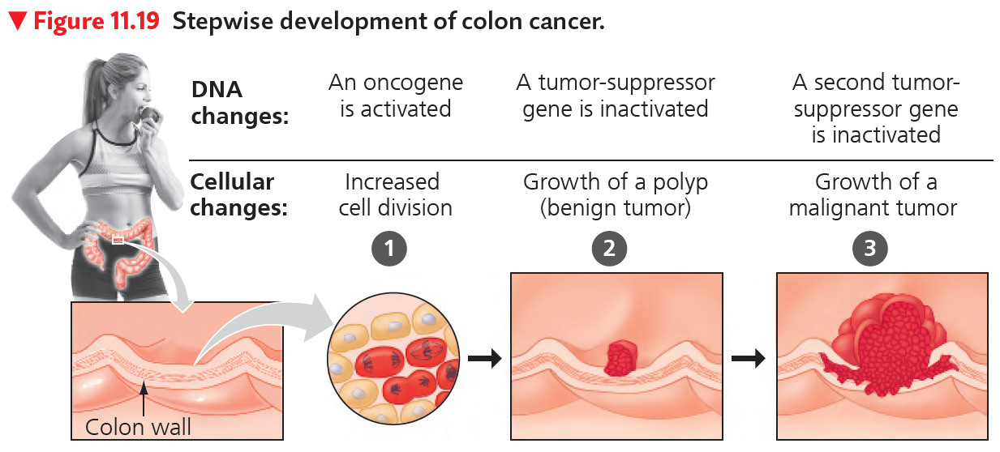 ▼ Figure 11.19 Stepwise development of colon cancer.
DNA
changes:
An oncogene
is activated
A tumor-suppressor
gene is inactivated
A second tumor-
suppressor gene
is inactivated
Cellular
changes:
Increased
cell division
Growth of a polyp
(benign tumor)
Growth of a
malignant tumor
1
2
3
Colon wall